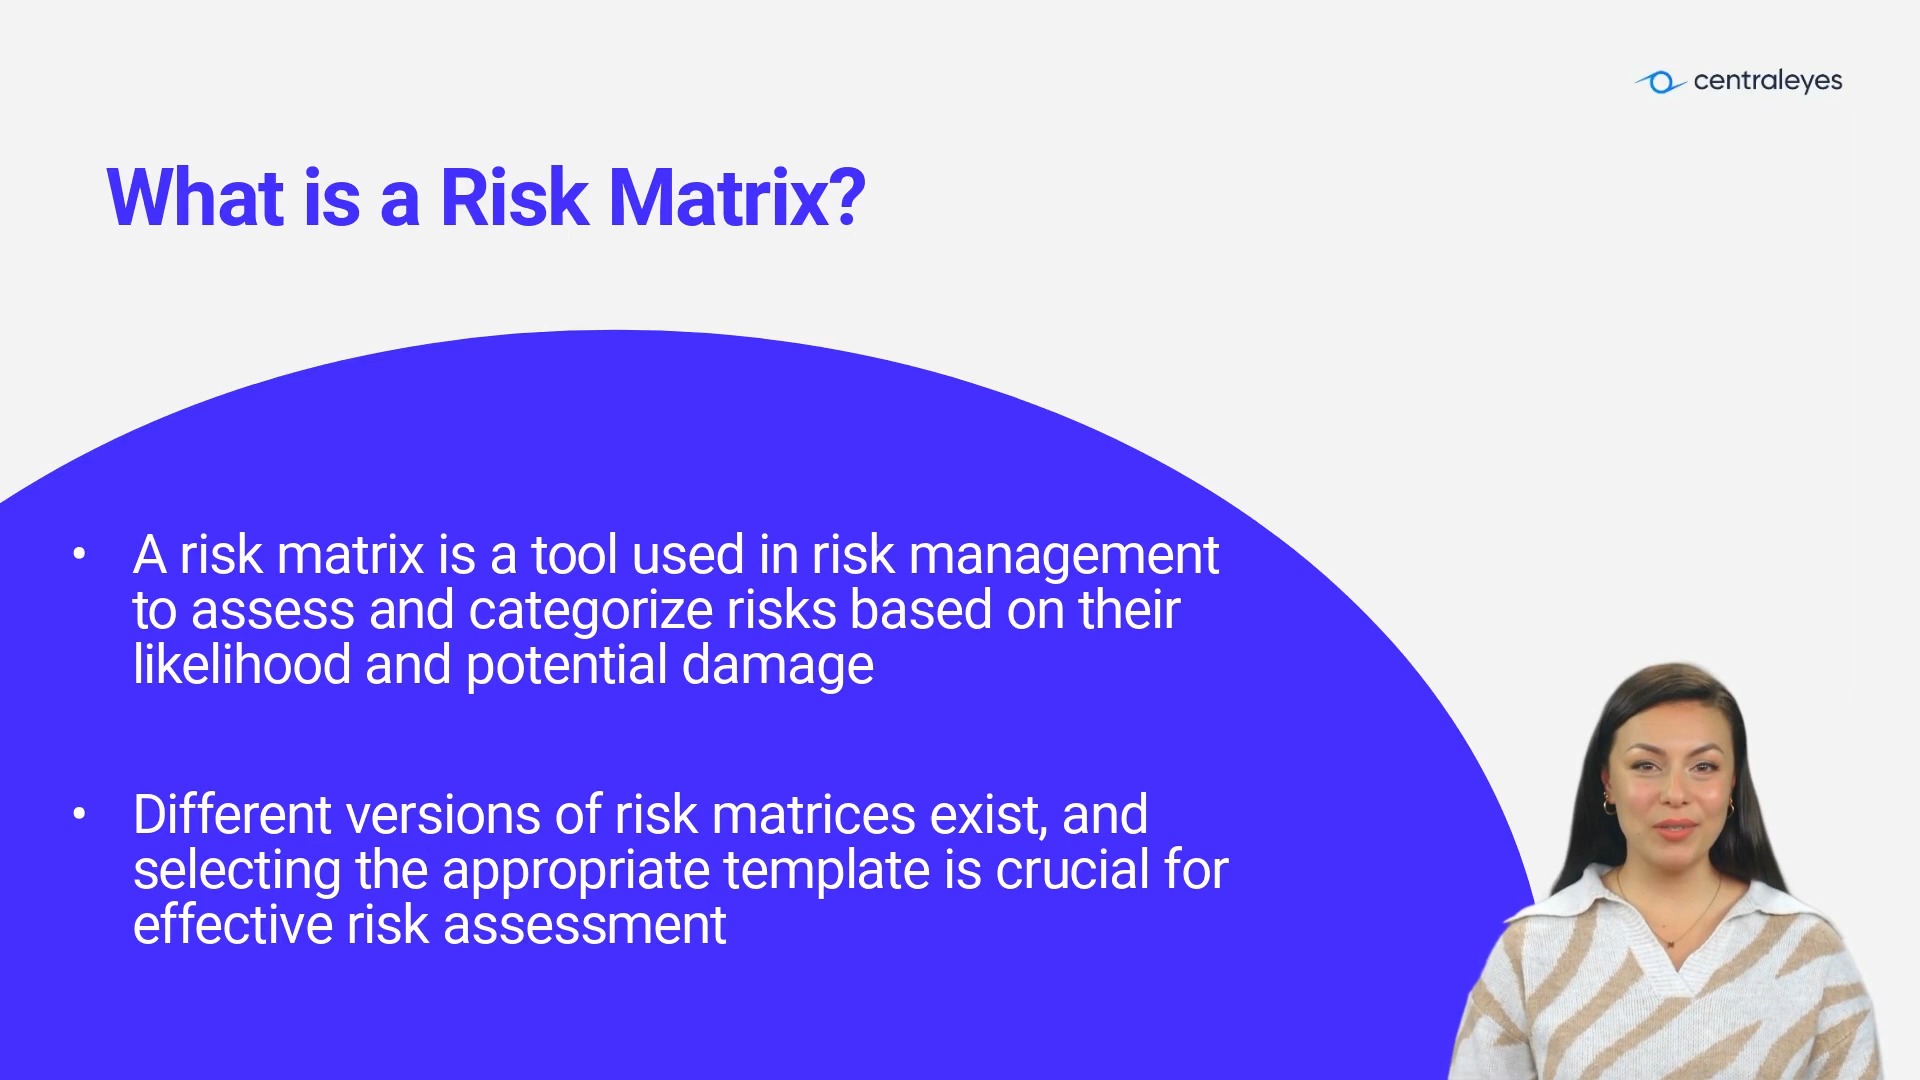 centraleyes
What is a Risk Matrix?
• A risk matrix is a tool used in risk management
to assess and categorize risks based on their
likelihood and potential damage
• Different versions of risk matrices exist, and
selecting the appropriate template is crucial for
effective risk assessment